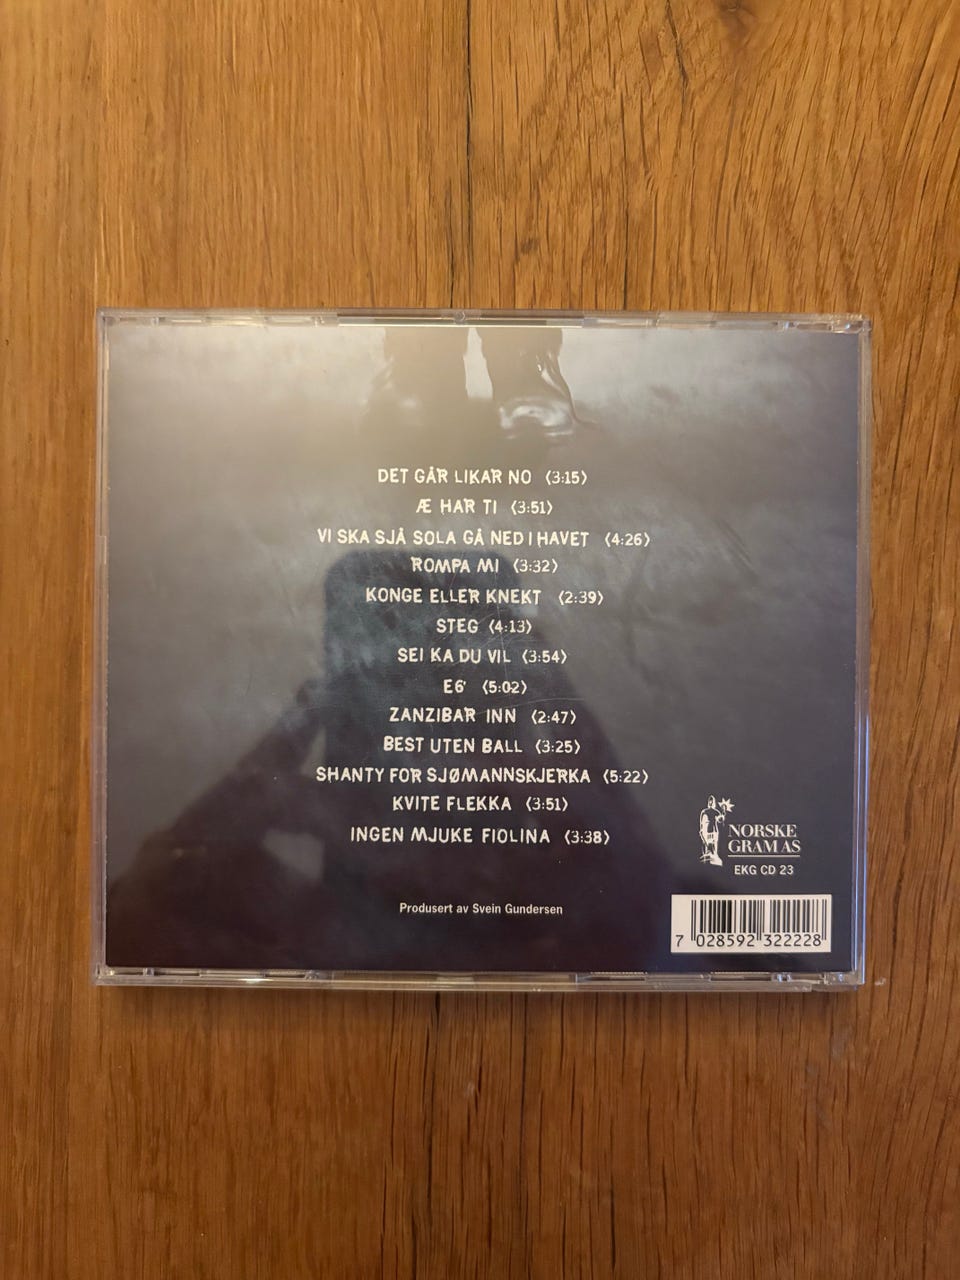 DET GÅR LIKAR NO (3:15)
Æ HAR TI (3:51)
VI SKA SJÅ SOLA GÅ NED I HAVET (4:26)
ROMPA MI (3:32)
KONGE ELLER KNEKT (2:39)
STEG (4:13)
SEI KA DU VIL (3:54)
E6' (5:02)
ZANZIBAR INN (2:47)
BEST UTEN BALL (3:25)
SHANTY FOR SJØMANNSKJERKA (5:22)
KVITE FLEKKA (3:51)
INGEN MJUKE FIOLINA (3:38)
NORSKE
GRAM AS
EKG CD 23
Produsert av Svein Gundersen
7 028592 322228